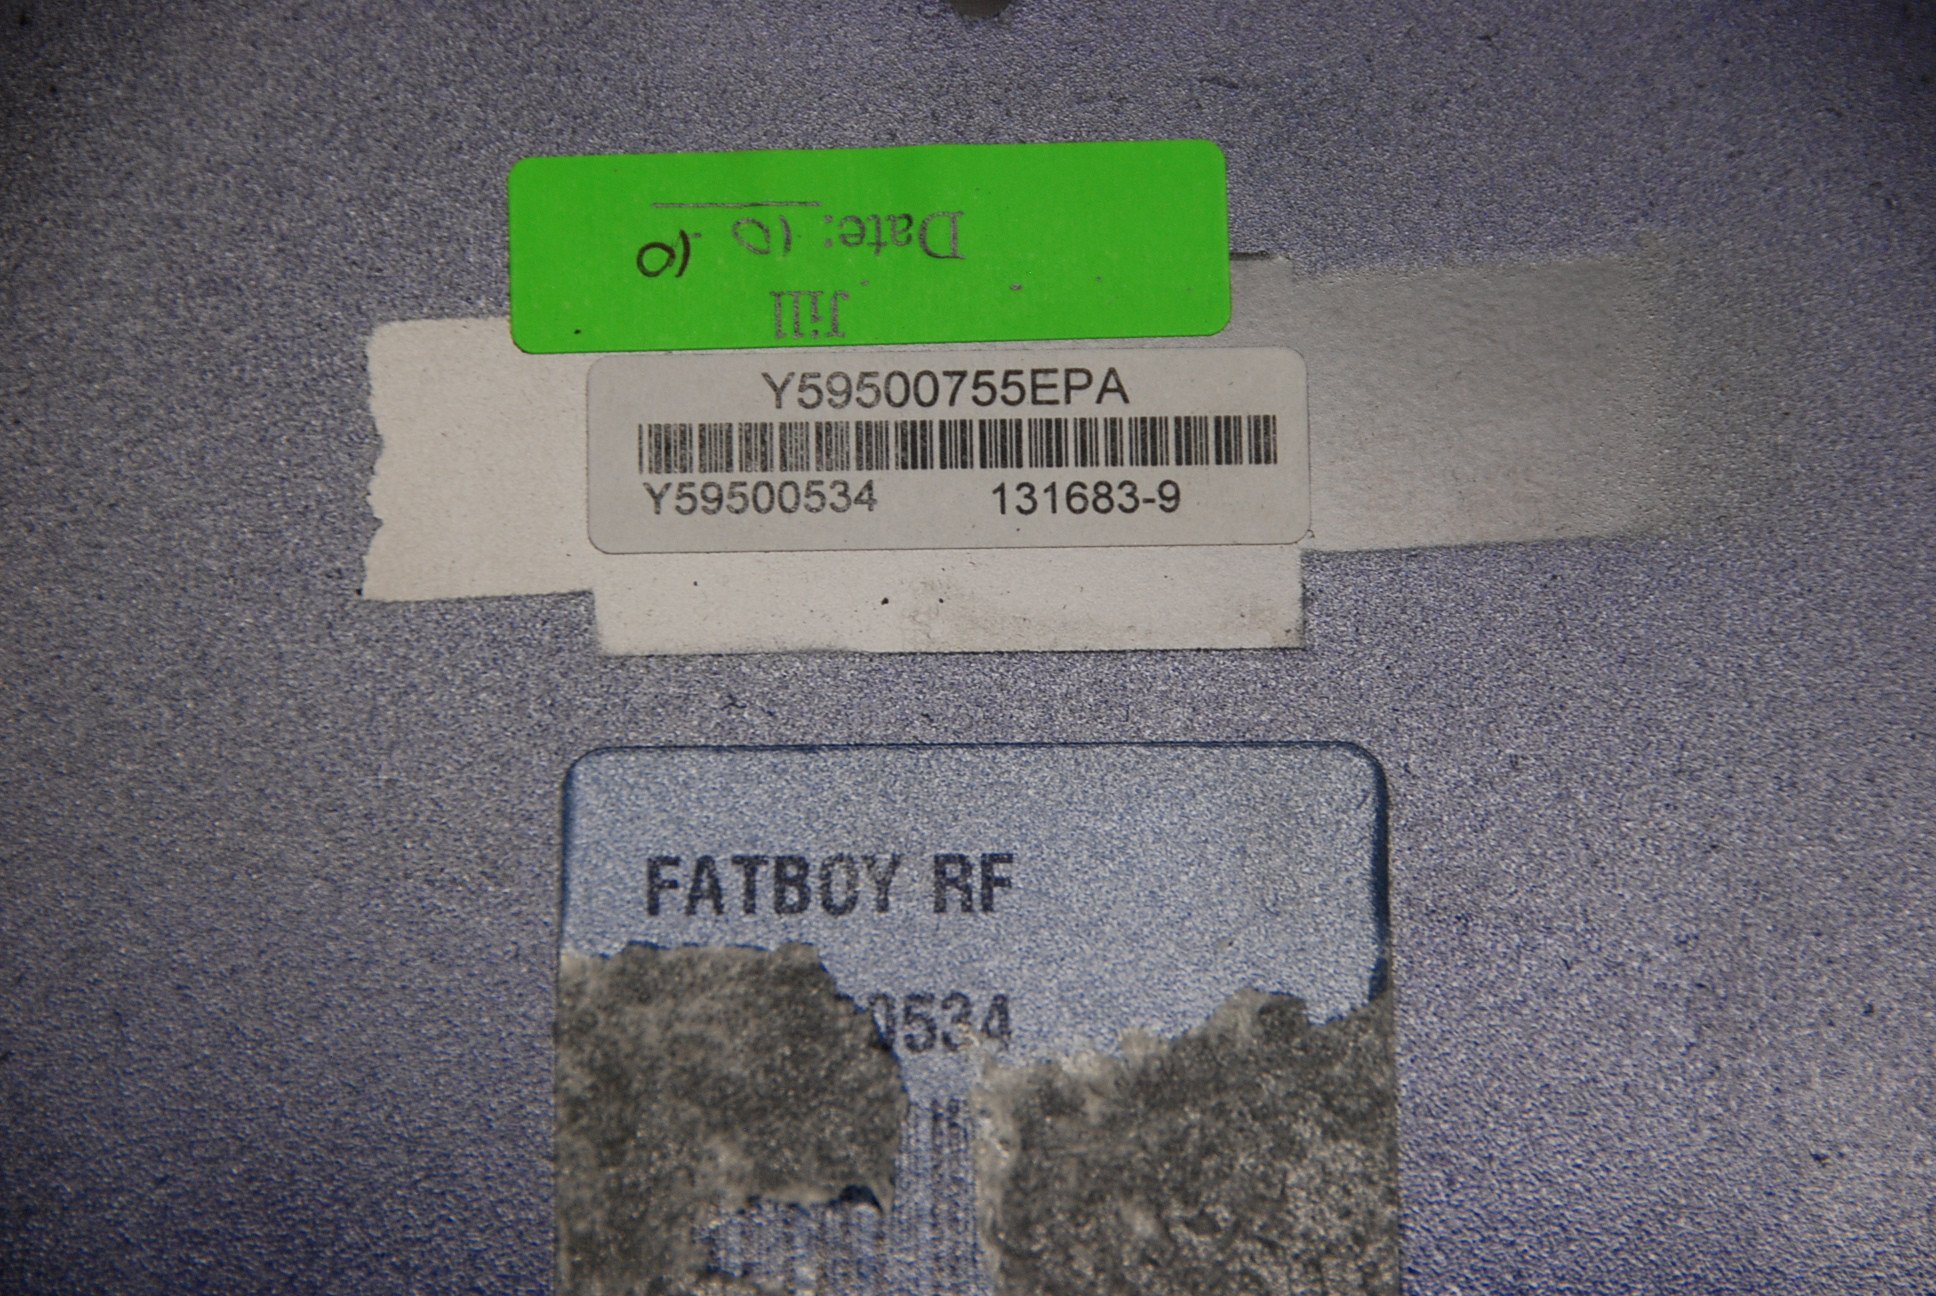 Jill
Date: 10 10
Y59500755EPA
Y59500534 131683-9
FATBOY RF
0534